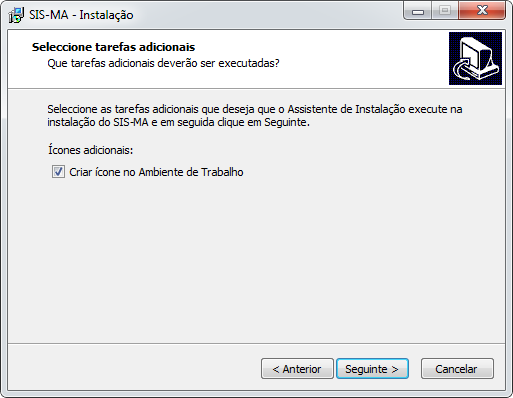 SIS-MA - Instalação
Seleccione tarefas adicionais
Que tarefas adicionais deverão ser executadas?
Seleccione as tarefas adicionais que deseja que o Assistente de Instalação execute na
instalação do SIS-MA e em seguida clique em Seguinte.
Ícones adicionais:
Criar ícone no Ambiente de Trabalho
< Anterior
Seguinte >
Cancelar